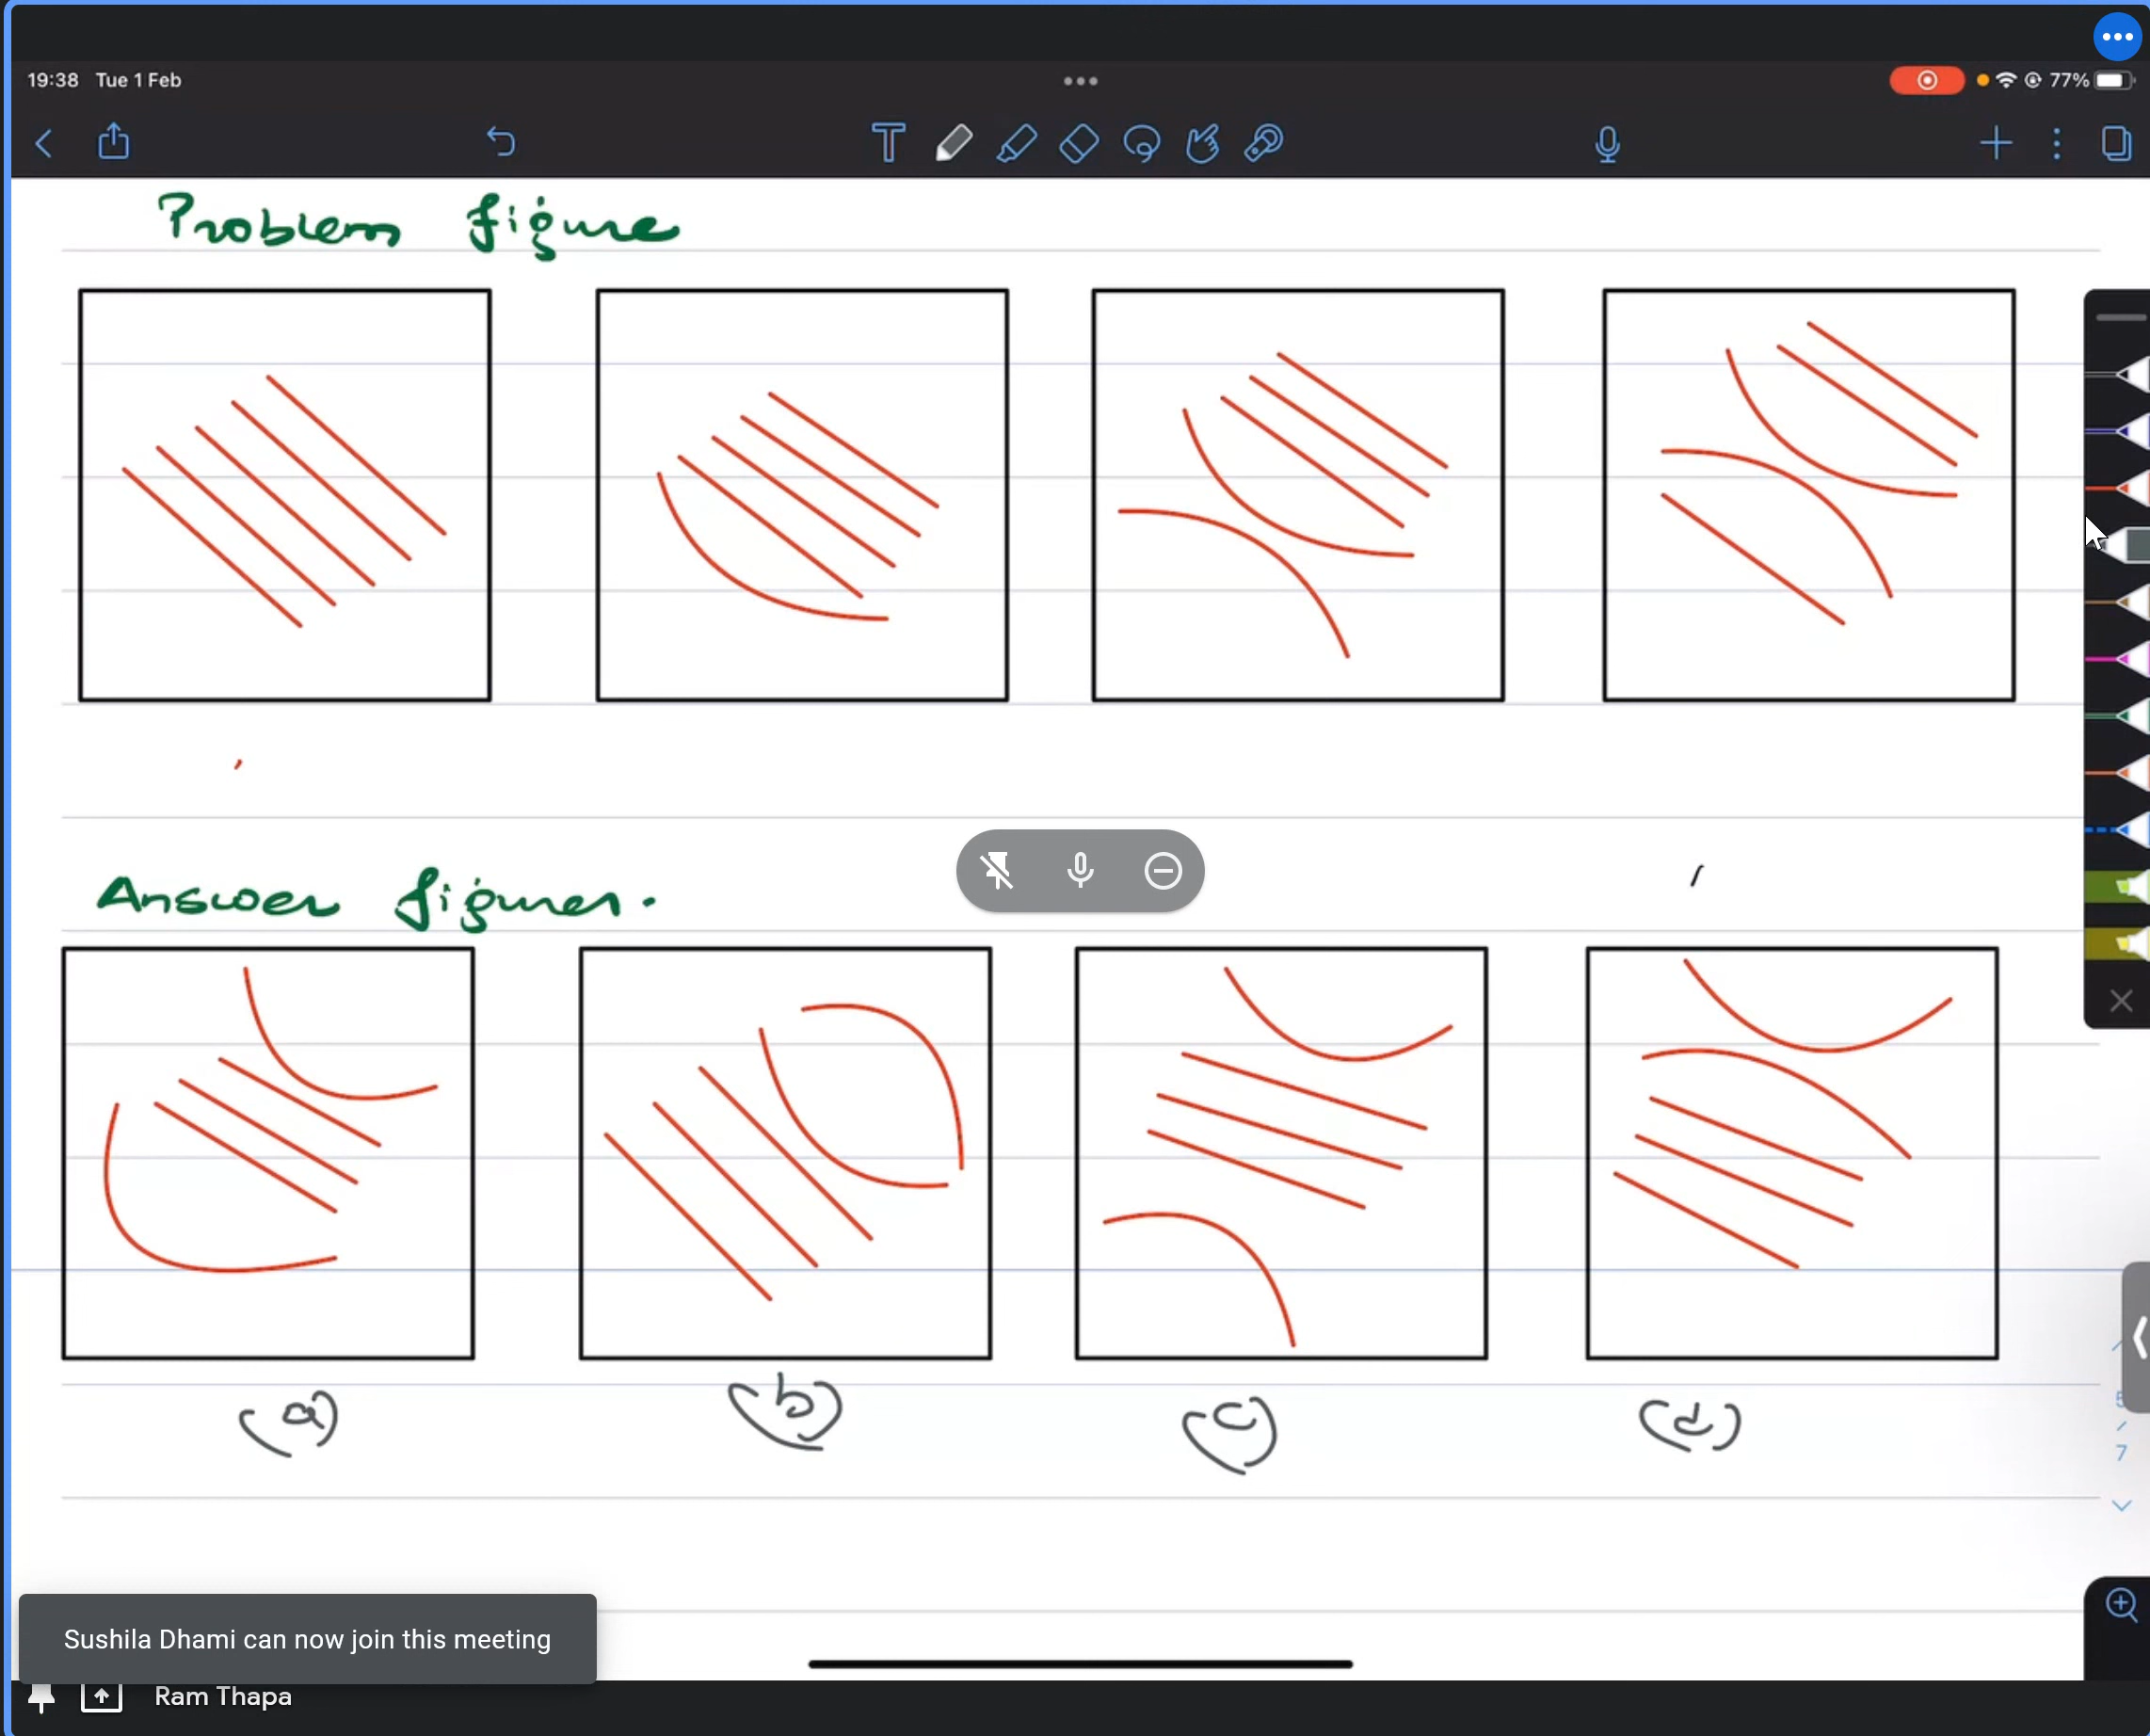 19:38 Tue 1 Feb
77%
T
Problem figure
Answer figures.
(a) (b) (c) (d)
7
Sushila Dhami can now join this meeting
Ram Thapa